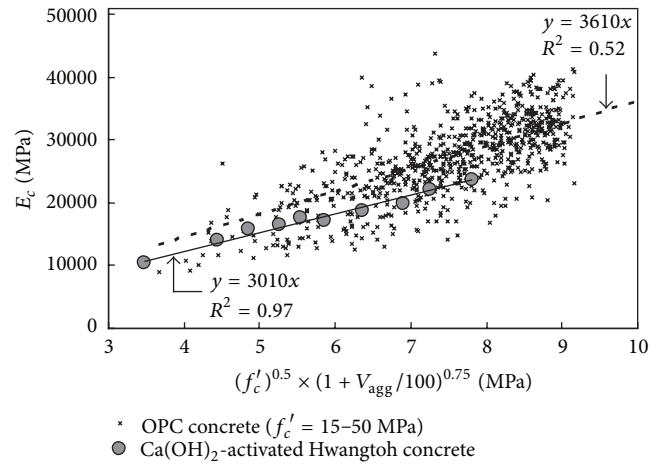 50000
40000
30000
20000
10000
0
E_c (MPa)
y = 3610x
R² = 0.52
y = 3010x
R² = 0.97
3 4 5 6 7 8 9 10
(f′_c)^0.5 × (1 + V_agg/100)^0.75 (MPa)
× OPC concrete (f′_c = 15–50 MPa)
Ca(OH)₂-activated Hwangtoh concrete